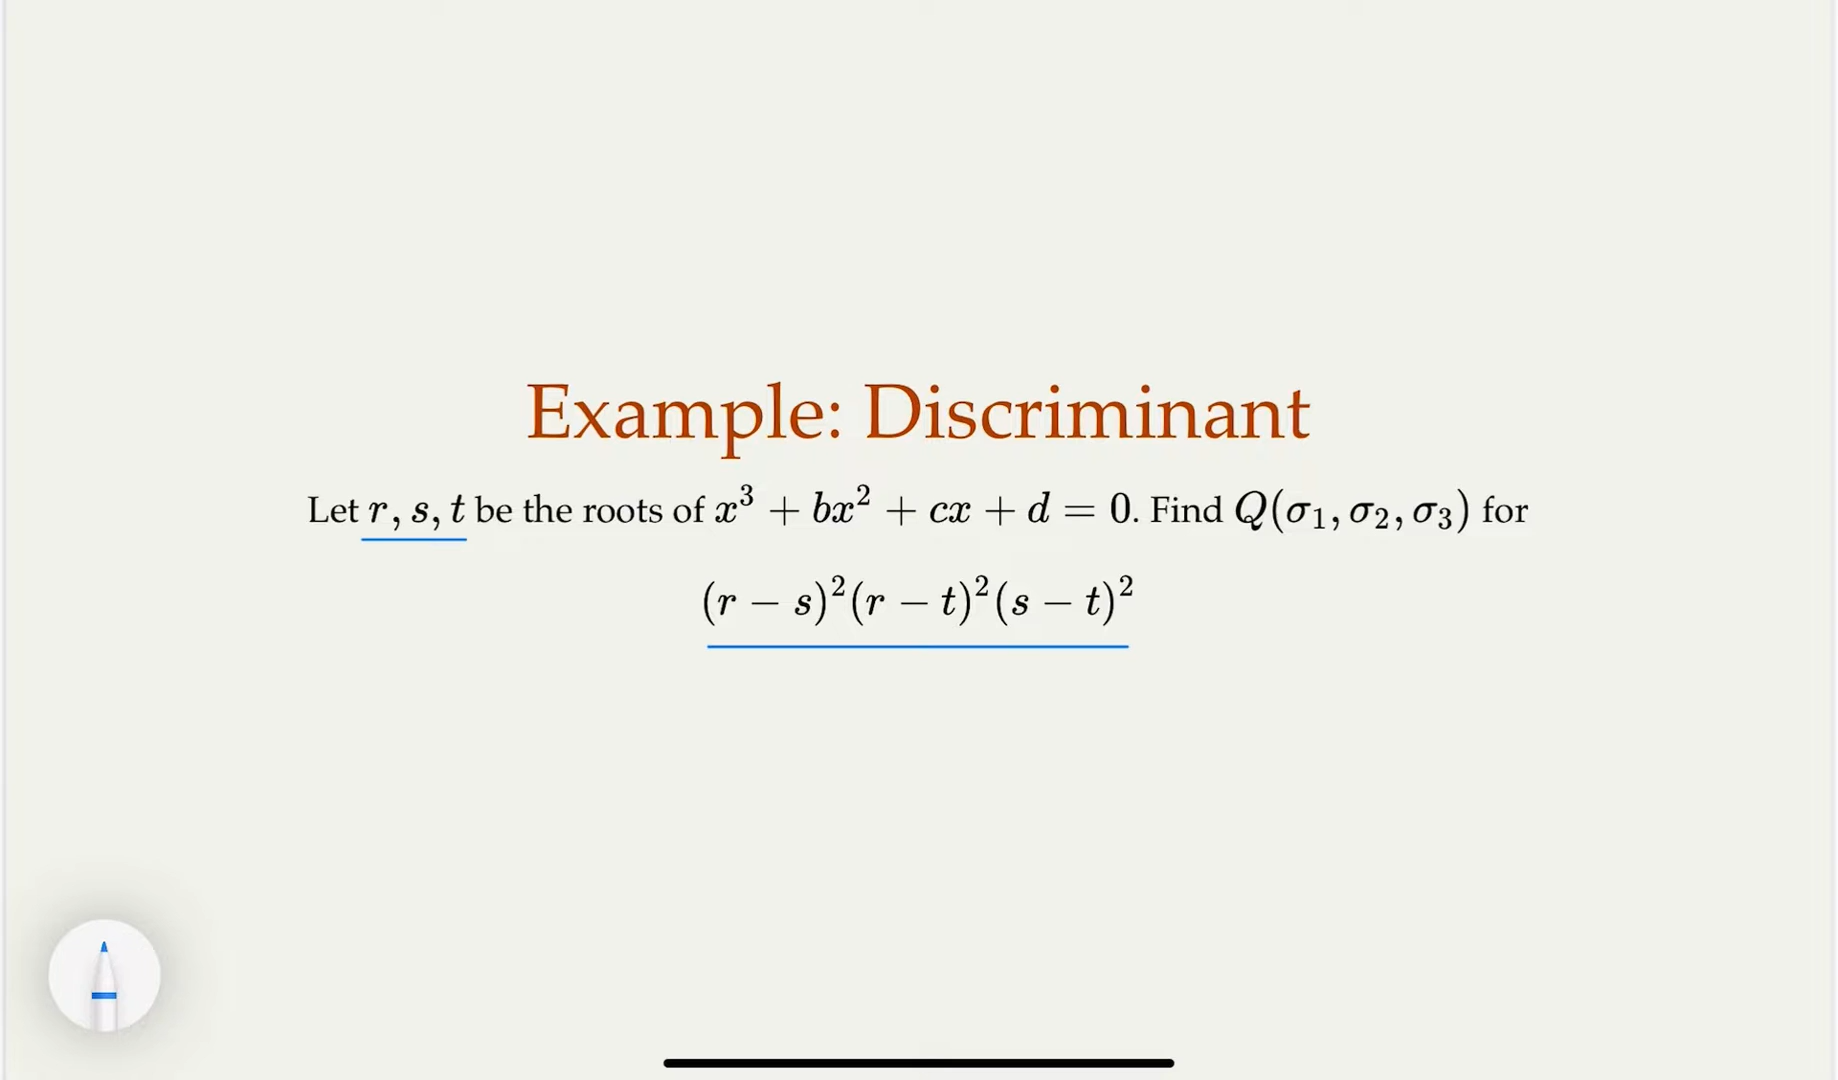 Example: Discriminant
Let r, s, t be the roots of x³ + bx² + cx + d = 0. Find Q(σ₁, σ₂, σ₃) for
(r − s)²(r − t)²(s − t)²